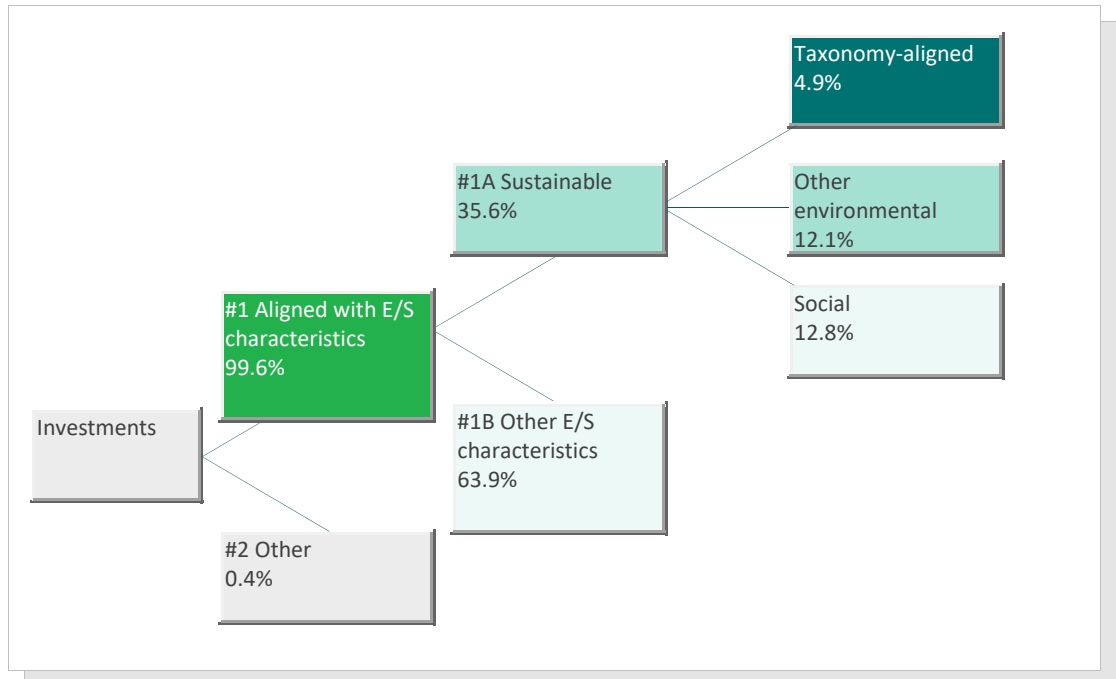 Taxonomy-aligned
4.9%
#1A Sustainable
35.6%
Other
environmental
12.1%
Social
12.8%
#1 Aligned with E/S
characteristics
99.6%
#1B Other E/S
characteristics
63.9%
Investments
#2 Other
0.4%